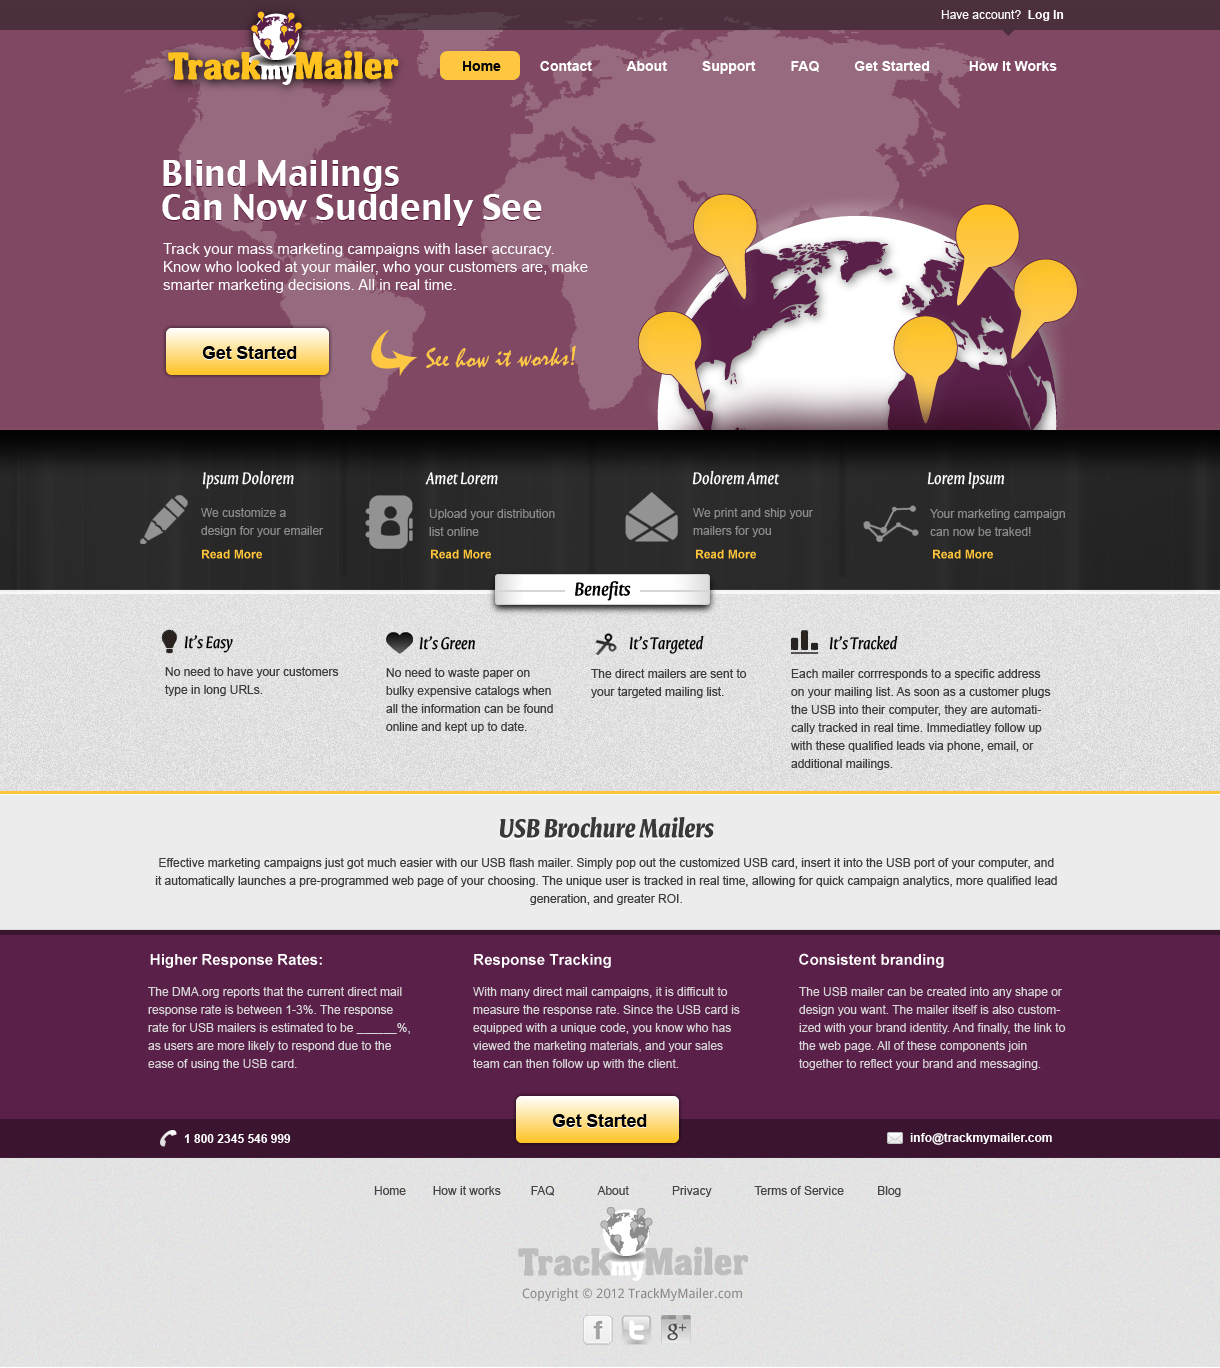 Have account? Log In
TrackmyMailer
Home Contact About Support FAQ Get Started How It Works
Blind Mailings
Can Now Suddenly See
Track your mass marketing campaigns with laser accuracy.
Know who looked at your mailer, who your customers are, make
smarter marketing decisions. All in real time.
Get Started
See how it works!
Ipsum Dolorem
We customize a
design for your emailer
Read More
Amet Lorem
Upload your distribution
list online
Read More
Dolorem Amet
We print and ship your
mailers for you
Read More
Lorem Ipsum
Your marketing campaign
can now be traked!
Read More
Benefits
It's Easy
No need to have your customers
type in long URLs.
It's Green
No need to waste paper on
bulky expensive catalogs when
all the information can be found
online and kept up to date.
It's Targeted
The direct mailers are sent to
your targeted mailing list.
It's Tracked
Each mailer corrresponds to a specific address
on your mailing list. As soon as a customer plugs
the USB into their computer, they are automati-
cally tracked in real time. Immediatley follow up
with these qualified leads via phone, email, or
additional mailings.
USB Brochure Mailers
Effective marketing campaigns just got much easier with our USB flash mailer. Simply pop out the customized USB card, insert it into the USB port of your computer, and
it automatically launches a pre-programmed web page of your choosing. The unique user is tracked in real time, allowing for quick campaign analytics, more qualified lead
generation, and greater ROI.
Higher Response Rates:
The DMA.org reports that the current direct mail
response rate is between 1-3%. The response
rate for USB mailers is estimated to be ______%,
as users are more likely to respond due to the
ease of using the USB card.
Response Tracking
With many direct mail campaigns, it is difficult to
measure the response rate. Since the USB card is
equipped with a unique code, you know who has
viewed the marketing materials, and your sales
team can then follow up with the client.
Consistent branding
The USB mailer can be created into any shape or
design you want. The mailer itself is also custom-
ized with your brand identity. And finally, the link to
the web page. All of these components join
together to reflect your brand and messaging.
Get Started
1 800 2345 546 999
info@trackmymailer.com
Home How it works FAQ About Privacy Terms of Service Blog
TrackmyMailer
Copyright © 2012 TrackMyMailer.com
f t g+